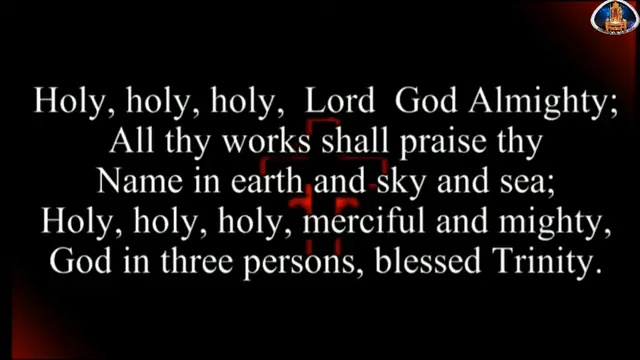 Holy, holy, holy, Lord God Almighty;
All thy works shall praise thy
Name in earth and sky and sea;
Holy, holy, holy, merciful and mighty,
God in three persons, blessed Trinity.